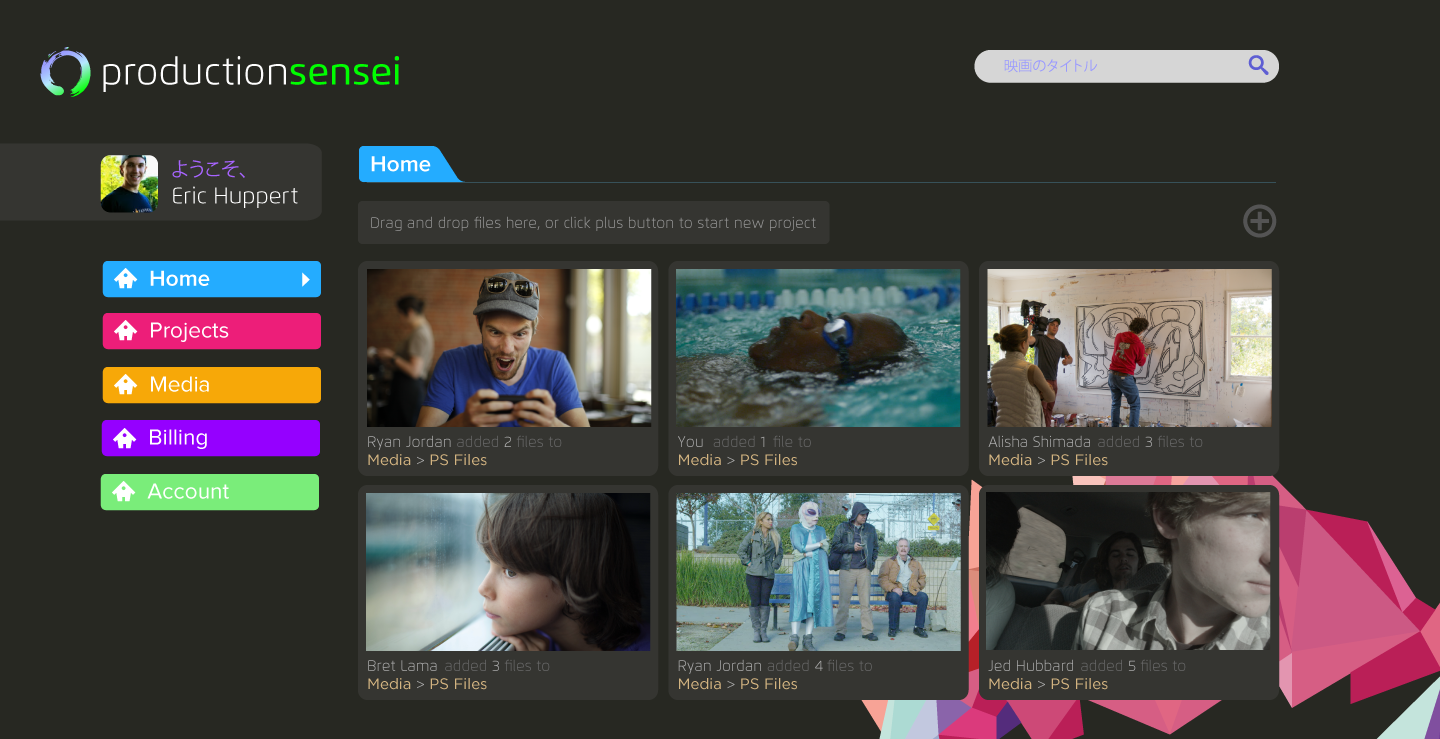 productionsensei
映画のタイトル
ようこそ、
Eric Huppert
Home
Projects
Media
Billing
Account
Home
Drag and drop files here, or click plus button to start new project
Ryan Jordan added 2 files to
Media > PS Files
You added 1 file to
Media > PS Files
Alisha Shimada added 3 files to
Media > PS Files
Bret Lama added 3 files to
Media > PS Files
Ryan Jordan added 4 files to
Media > PS Files
Jed Hubbard added 5 files to
Media > PS Files